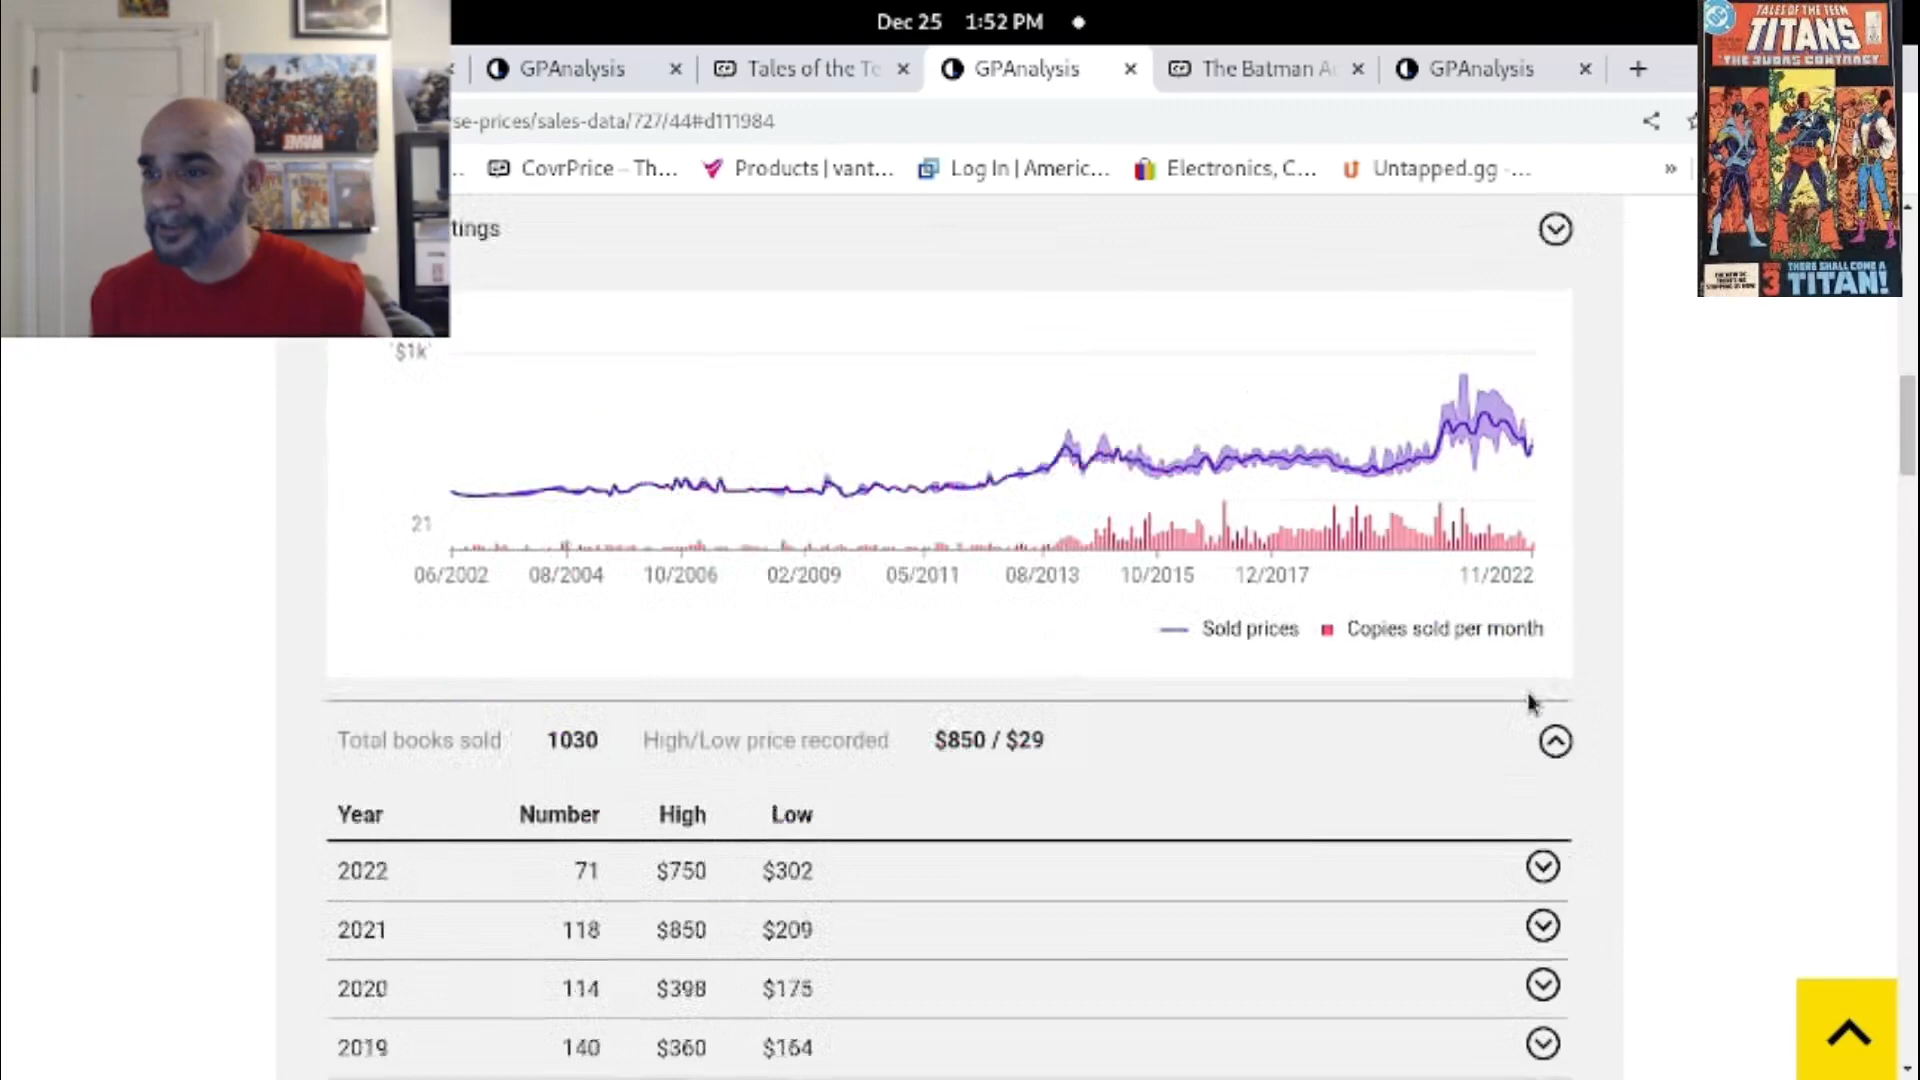 Dec 25 1:52 PM
GPAnalysis
Tales of the Te
GPAnalysis
The Batman A
GPAnalysis
se-prices/sales-data/727/44#d111984
...
CovrPrice – Th...
Products | vant...
Log In | Americ...
Electronics, C...
Untapped.gg -...
»
TALES OF THE TEEN
TITANS
"THE JUDAS CONTRACT"
3
THERE SHALL COME A
TITAN!
MARVEL
tings
$1k
21
06/2002 08/2004 10/2006 02/2009 05/2011 08/2013 10/2015 12/2017 11/2022
Sold prices Copies sold per month
Total books sold 1030 High/Low price recorded $850 / $29
Year Number High Low
2022 71 $750 $302
2021 118 $850 $209
2020 114 $398 $175
2019 140 $360 $164